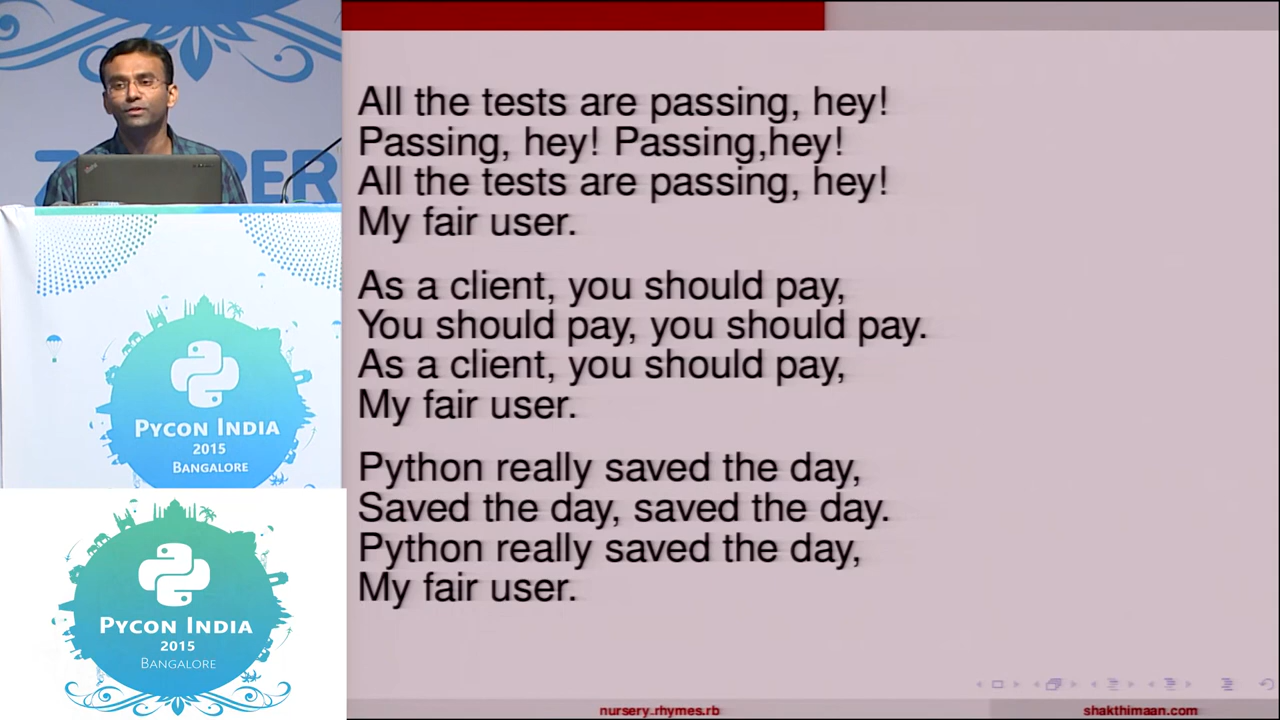 All the tests are passing, hey!
Passing, hey! Passing,hey!
All the tests are passing, hey!
My fair user.
As a client, you should pay,
You should pay, you should pay.
As a client, you should pay,
My fair user.
Python really saved the day,
Saved the day, saved the day.
Python really saved the day,
My fair user.
nursery_rhymes.rb
shakthimaan.com
PYCON INDIA
2015
BANGALORE
PYCON INDIA
2015
BANGALORE